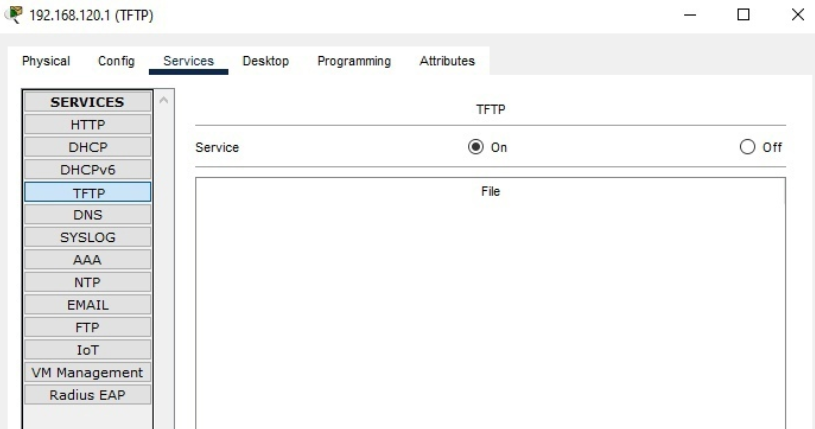 192.168.120.1 (TFTP)
Physical Config Services Desktop Programming Attributes
SERVICES
HTTP
DHCP
DHCPv6
TFTP
DNS
SYSLOG
AAA
NTP
EMAIL
FTP
IoT
VM Management
Radius EAP
TFTP
Service On Off
File